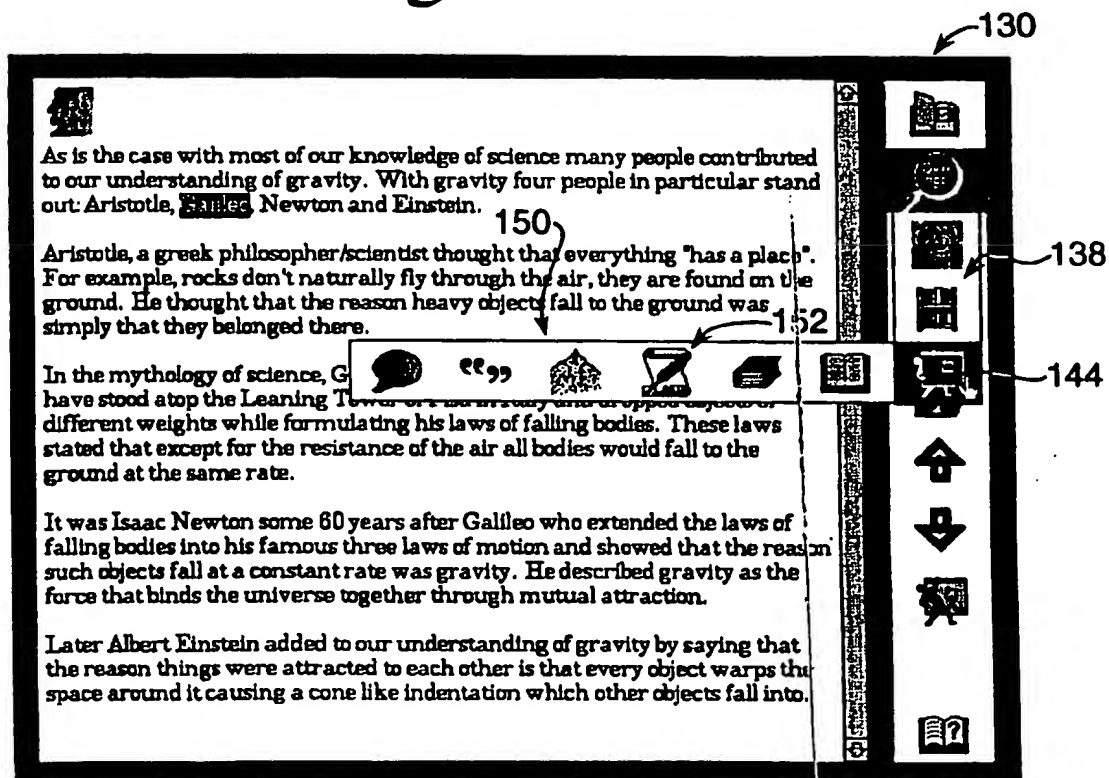 130
As is the case with most of our knowledge of science many people contributed
to our understanding of gravity. With gravity four people in particular stand
out: Aristotle, Galileo, Newton and Einstein.
150
Aristotle, a greek philosopher/scientist thought that everything "has a place".
138
For example, rocks don't naturally fly through the air, they are found on the
ground. He thought that the reason heavy objects fall to the ground was
simply that they belonged there.
152
In the mythology of science, G
144
have stood atop the Leaning
different weights while formulating his laws of falling bodies. These laws
stated that except for the resistance of the air all bodies would fall to the
ground at the same rate.
It was Isaac Newton some 60 years after Galileo who extended the laws of
falling bodies into his famous three laws of motion and showed that the reason
such objects fall at a constant rate was gravity. He described gravity as the
force that binds the universe together through mutual attraction.
Later Albert Einstein added to our understanding of gravity by saying that
the reason things were attracted to each other is that every object warps the
space around it causing a cone like indentation which other objects fall into.